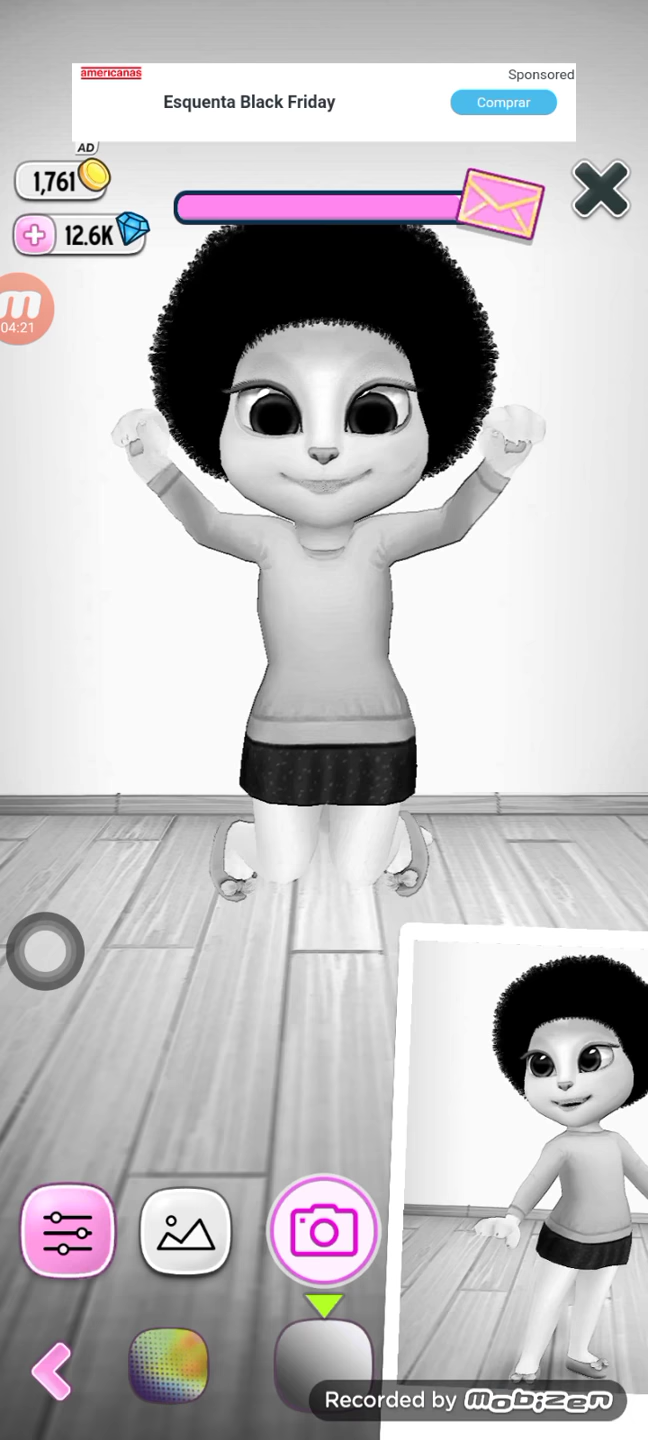 americanas
Sponsored
Esquenta Black Friday
Comprar
AD
1,761
12.6K
04:21
Recorded by mobizen